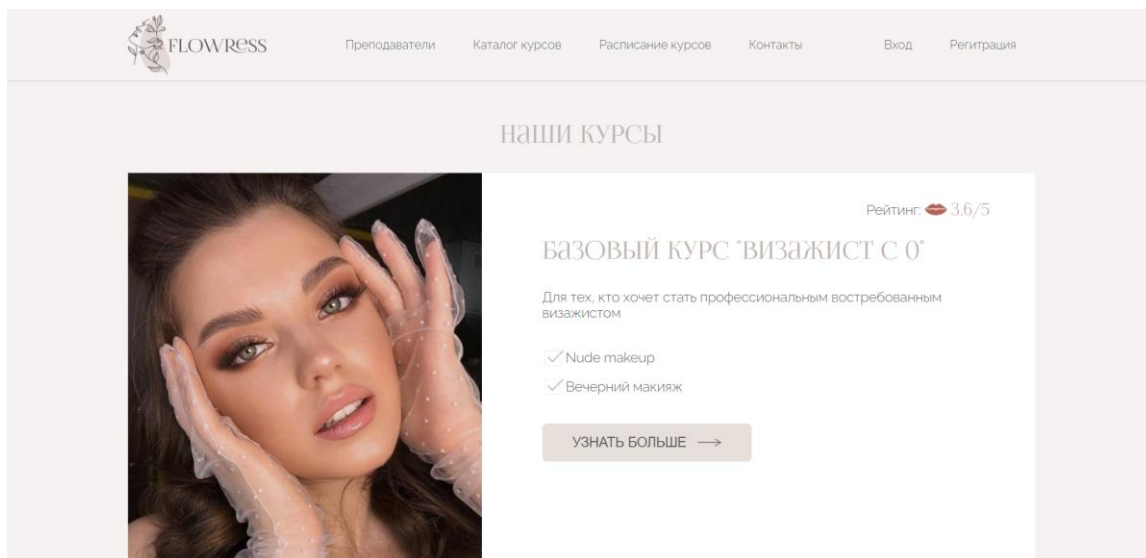 FLOWRESS
Преподаватели Каталог курсов Расписание курсов Контакты Вход Регитрация
НАШИ КУРСЫ
Рейтинг: 3.6/5
БАЗОВЫЙ КУРС "ВИЗАЖИСТ С 0"
Для тех, кто хочет стать профессиональным востребованным
визажистом
Nude makeup
Вечерний макияж
УЗНАТЬ БОЛЬШЕ